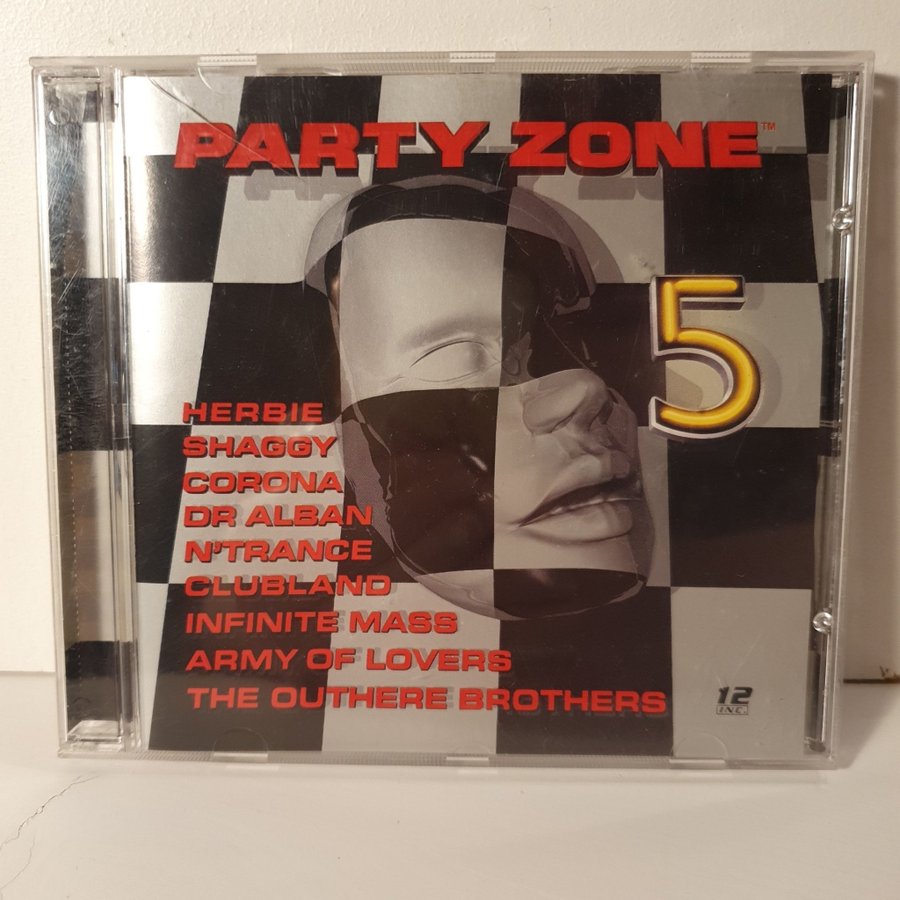 PARTY ZONE™
5
HERBIE
SHAGGY
CORONA
DR ALBAN
N'TRANCE
CLUBLAND
INFINITE MASS
ARMY OF LOVERS
THE OUTHERE BROTHERS
12
INC.